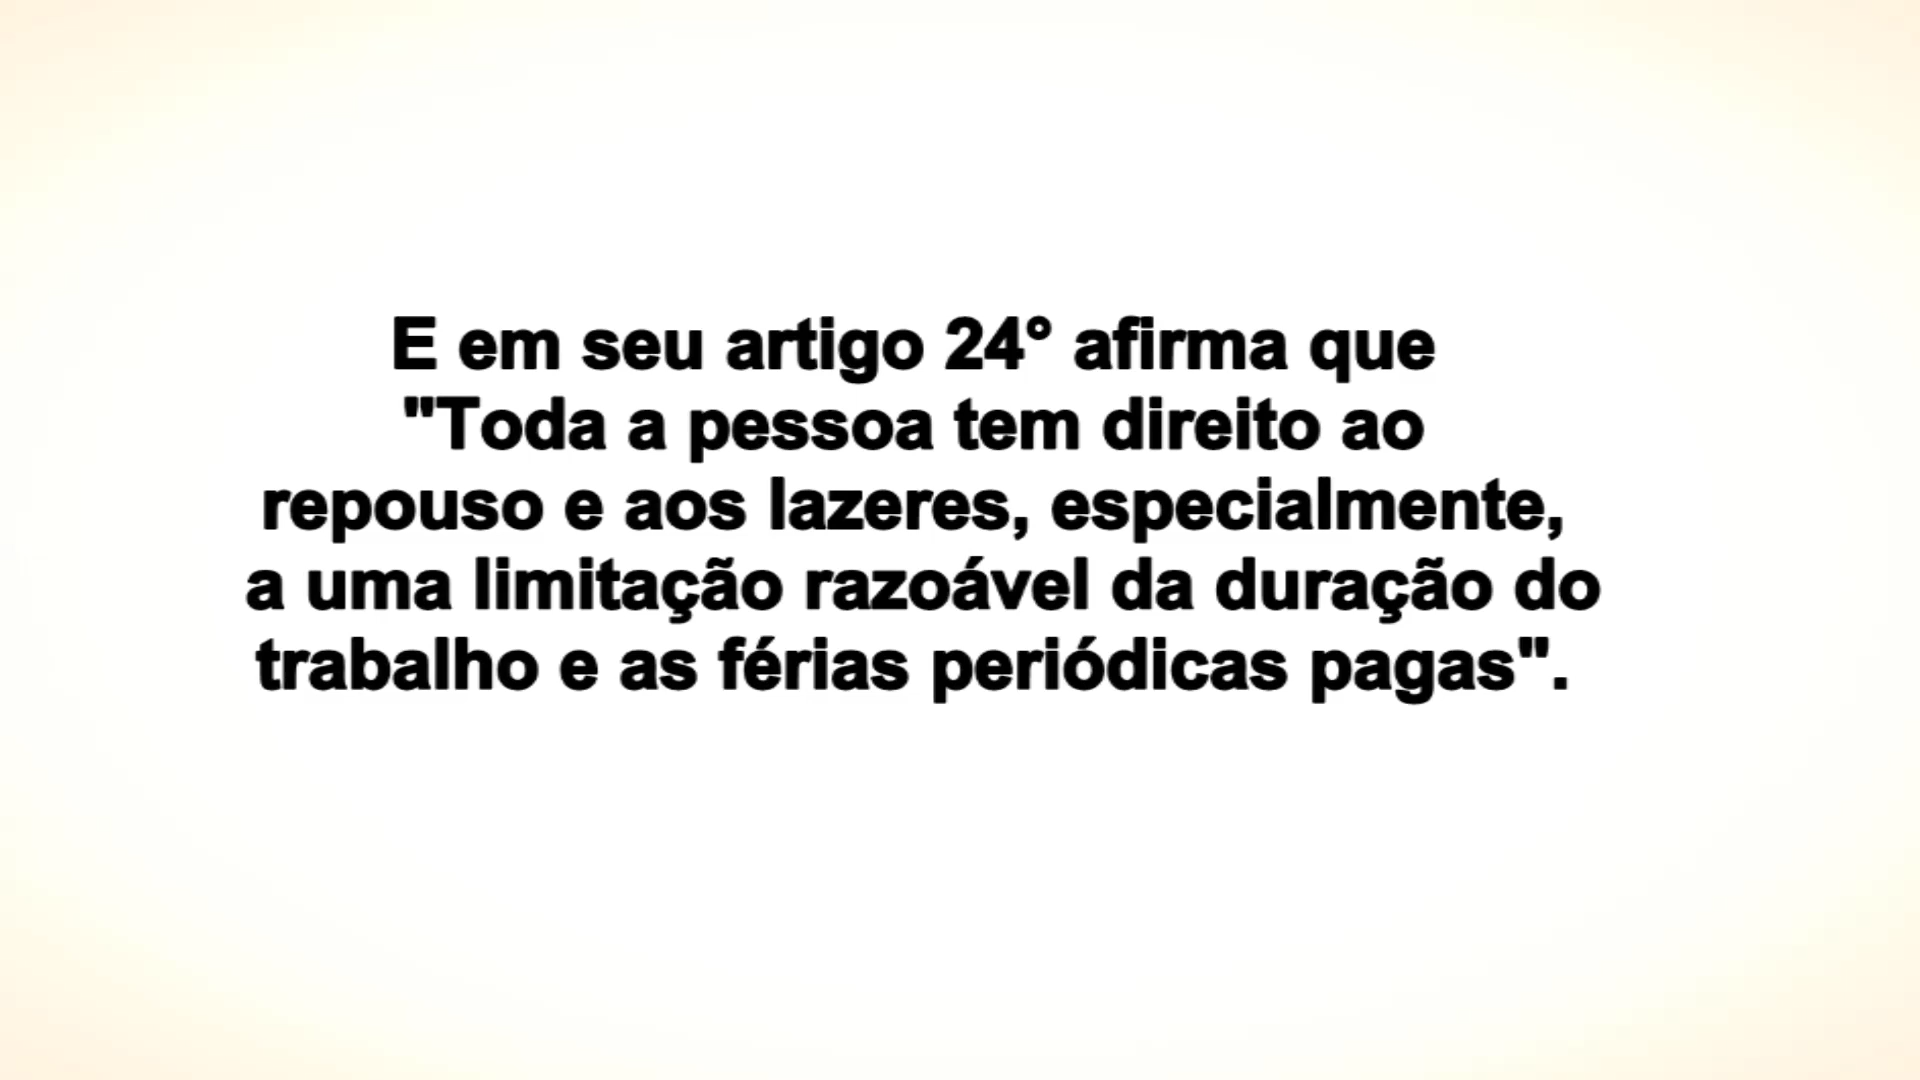 E em seu artigo 24° afirma que
"Toda a pessoa tem direito ao
repouso e aos lazeres, especialmente,
a uma limitação razoável da duração do
trabalho e as férias periódicas pagas".